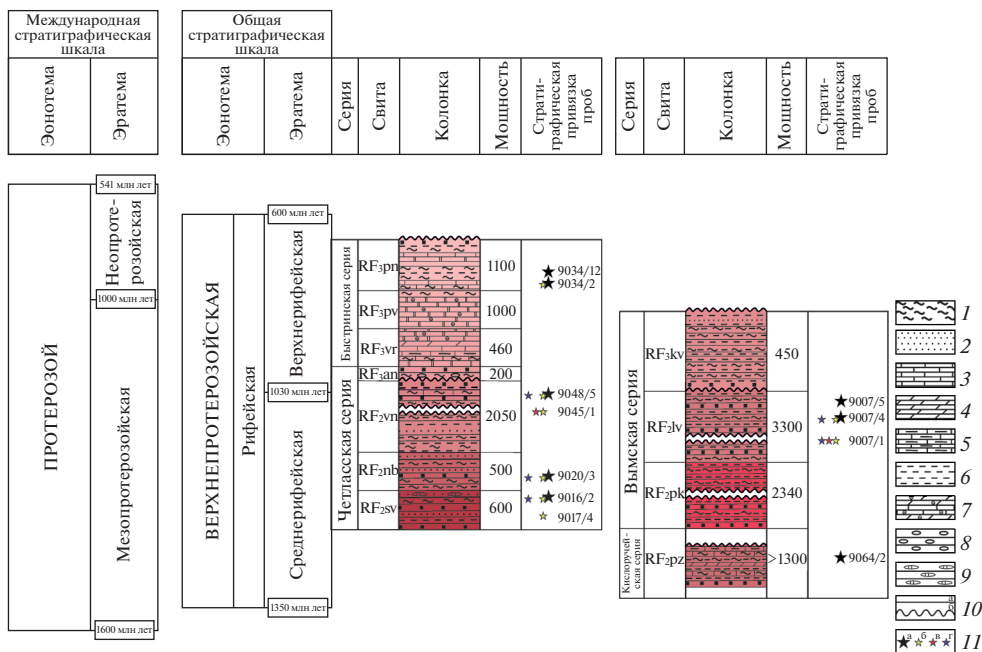 Международная
стратиграфическая
шкала
Общая
стратиграфическая
шкала
Эонотема
Эратема
Эонотема
Эратема
Серия
Свита
Колонка
Мощность
Страти-
графическая
привязка
проб
Серия
Свита
Колонка
Мощность
Страти-
графическая
привязка
проб
ПРОТЕРОЗОЙ
541 млн лет
Неопроте-
розойская
1000 млн лет
Мезопротерозойская
1600 млн лет
ВЕРХНЕПРОТЕРОЗОЙСКАЯ
Рифейская
600 млн лет
Верхнерифейская
1030 млн лет
Среднерифейская
1350 млн лет
Быстринская серия
Четласская серия
RF3pn
1100
9034/12
9034/2
RF3pv
1000
RF3vr
460
RF3an
200
RF2vn
2050
9048/5
9045/1
RF2nb
500
9020/3
RF2sv
600
9016/2
9017/4
Вымская серия
Кислоручей-
ская серия
RF3kv
450
RF2lv
3300
9007/5
9007/4
9007/1
RF2pk
2340
RF2pz
>1300
9064/2
1
2
3
4
5
6
7
8
9
10
а б в г
11